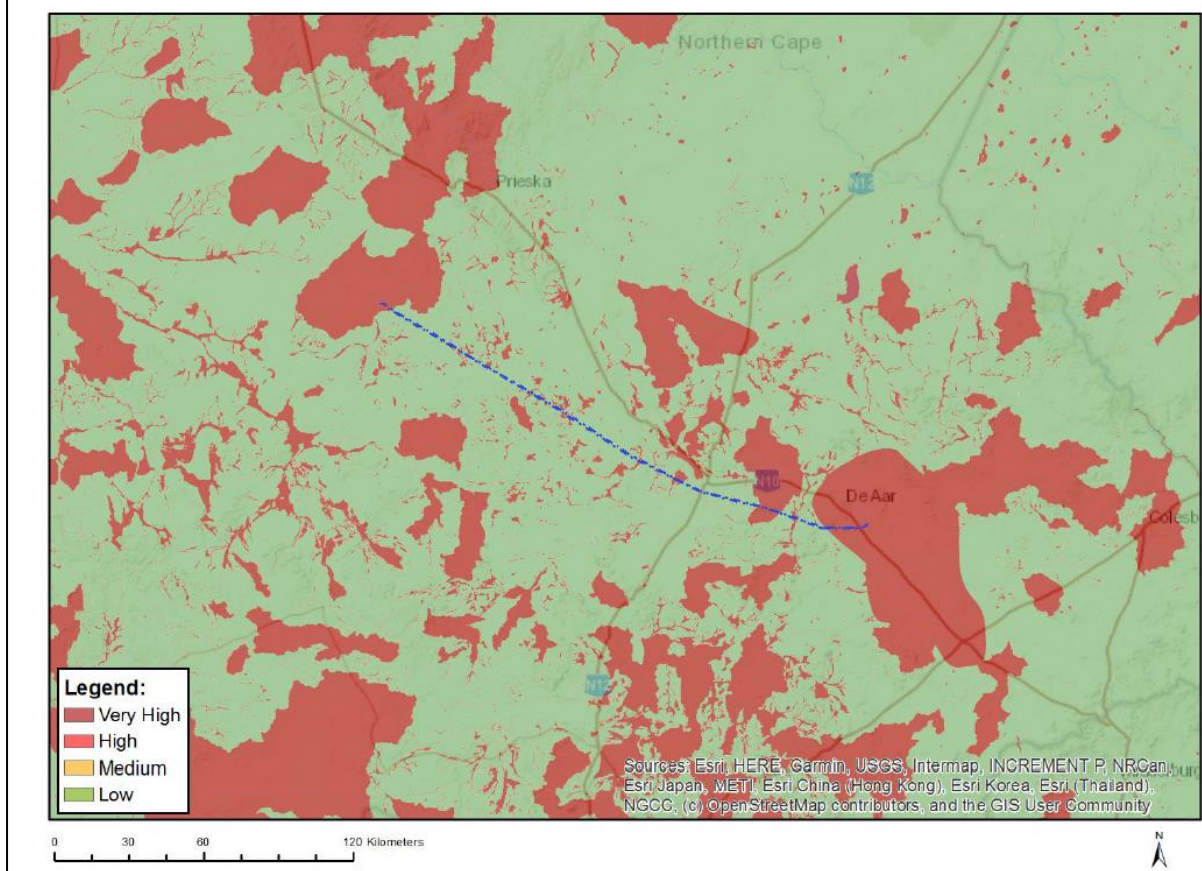 Northern Cape
Prieska
N12
N10
De Aar
Colesb
N12
Legend:
Very High
High
Medium
Low
Sources: Esri, HERE, Garmin, USGS, Intermap, INCREMENT P, NRCan,
Esri Japan, METI, Esri China (Hong Kong), Esri Korea, Esri (Thailand),
NGCC, (c) OpenStreetMap contributors, and the GIS User Community
0 30 60 120 Kilometers
N